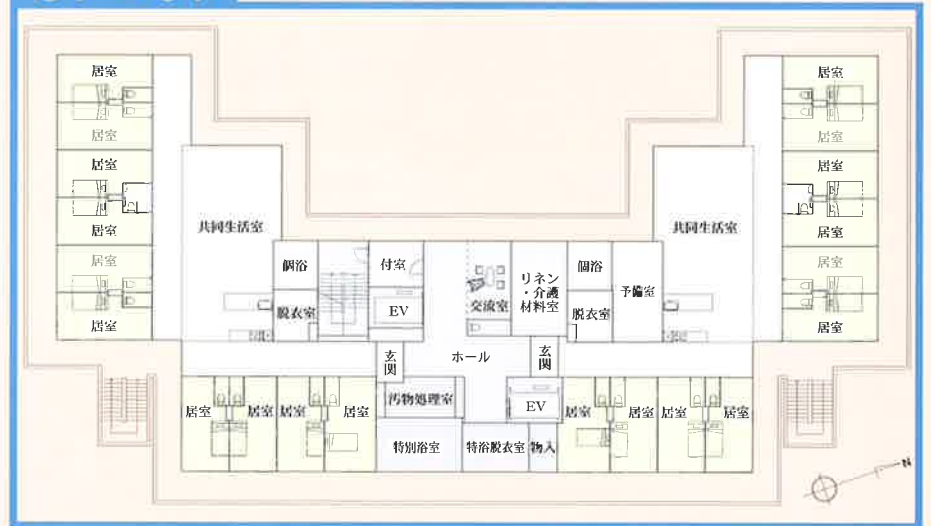 居室
居室
居室
居室
居室
居室
共同生活室
個浴
脱衣室
付室
EV
交流室
リネン
・介護
材料室
個浴
脱衣室
予備室
共同生活室
居室
居室
居室
居室
居室
居室
玄
関
ホール
玄
関
居室
居室
居室
居室
汚物処理室
特別浴室
特浴脱衣室
物入
EV
居室
居室
居室
居室
N